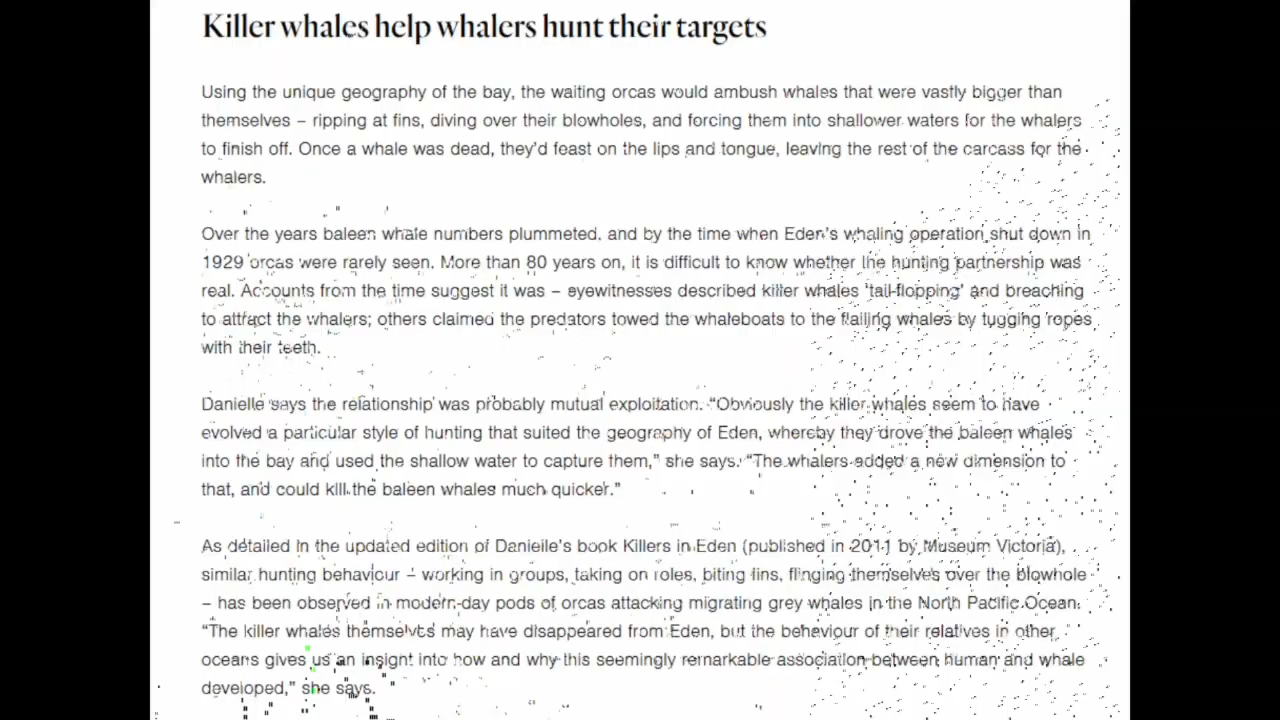 Killer whales help whalers hunt their targets
Using the unique geography of the bay, the waiting orcas would ambush whales that were vastly bigger than
themselves – ripping at fins, diving over their blowholes, and forcing them into shallower waters for the whalers
to finish off. Once a whale was dead, they'd feast on the lips and tongue, leaving the rest of the carcass for the
whalers.
Over the years baleen whale numbers plummeted, and by the time when Eden's whaling operation shut down in
1929 orcas were rarely seen. More than 80 years on, it is difficult to know whether the hunting partnership was
real. Accounts from the time suggest it was – eyewitnesses described killer whales 'tail-flopping' and breaching
to attract the whalers; others claimed the predators towed the whaleboats to the flailing whales by tugging ropes
with their teeth.
Danielle says the relationship was probably mutual exploitation. “Obviously the killer whales seem to have
evolved a particular style of hunting that suited the geography of Eden, whereby they drove the baleen whales
into the bay and used the shallow water to capture them,” she says. “The whalers added a new dimension to
that, and could kill the baleen whales much quicker.”
As detailed in the updated edition of Danielle's book Killers in Eden (published in 2011 by Museum Victoria),
similar hunting behaviour – working in groups, taking on roles, biting fins, flinging themselves over the blowhole
– has been observed in modern-day pods of orcas attacking migrating grey whales in the North Pacific Ocean.
“The killer whales themselves may have disappeared from Eden, but the behaviour of their relatives in other
oceans gives us an insight into how and why this seemingly remarkable association between human and whale
developed,” she says.